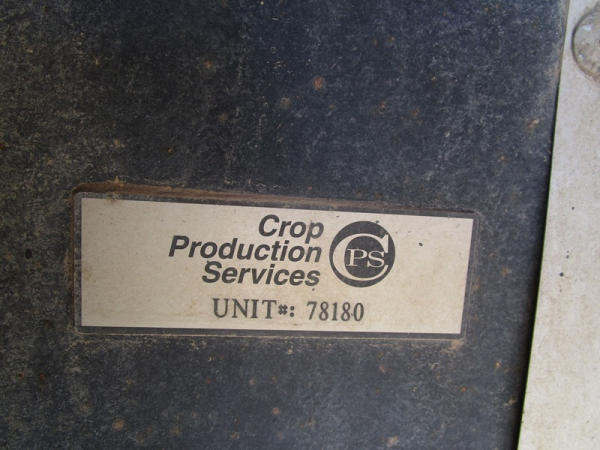 Crop
Production
Services
CPS
UNIT#: 78180